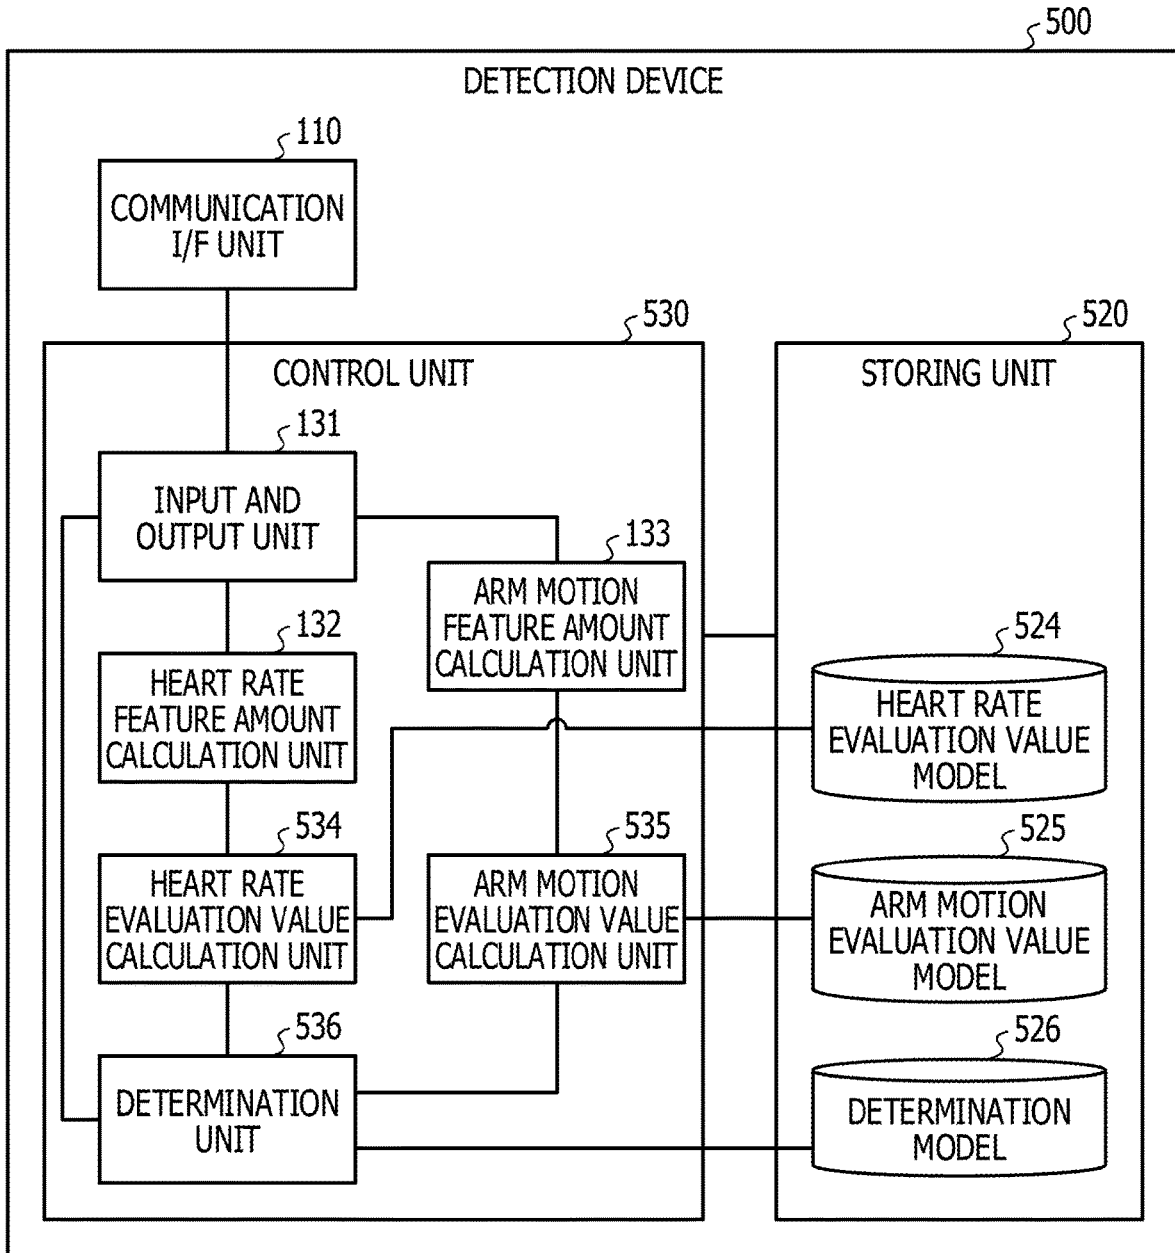 500
DETECTION DEVICE
110
COMMUNICATION
I/F UNIT
530
CONTROL UNIT
520
STORING UNIT
131
INPUT AND
OUTPUT UNIT
133
ARM MOTION
FEATURE AMOUNT
CALCULATION UNIT
132
HEART RATE
FEATURE AMOUNT
CALCULATION UNIT
524
HEART RATE
EVALUATION VALUE
MODEL
534
HEART RATE
EVALUATION VALUE
CALCULATION UNIT
535
ARM MOTION
EVALUATION VALUE
CALCULATION UNIT
525
ARM MOTION
EVALUATION VALUE
MODEL
536
DETERMINATION
UNIT
526
DETERMINATION
MODEL